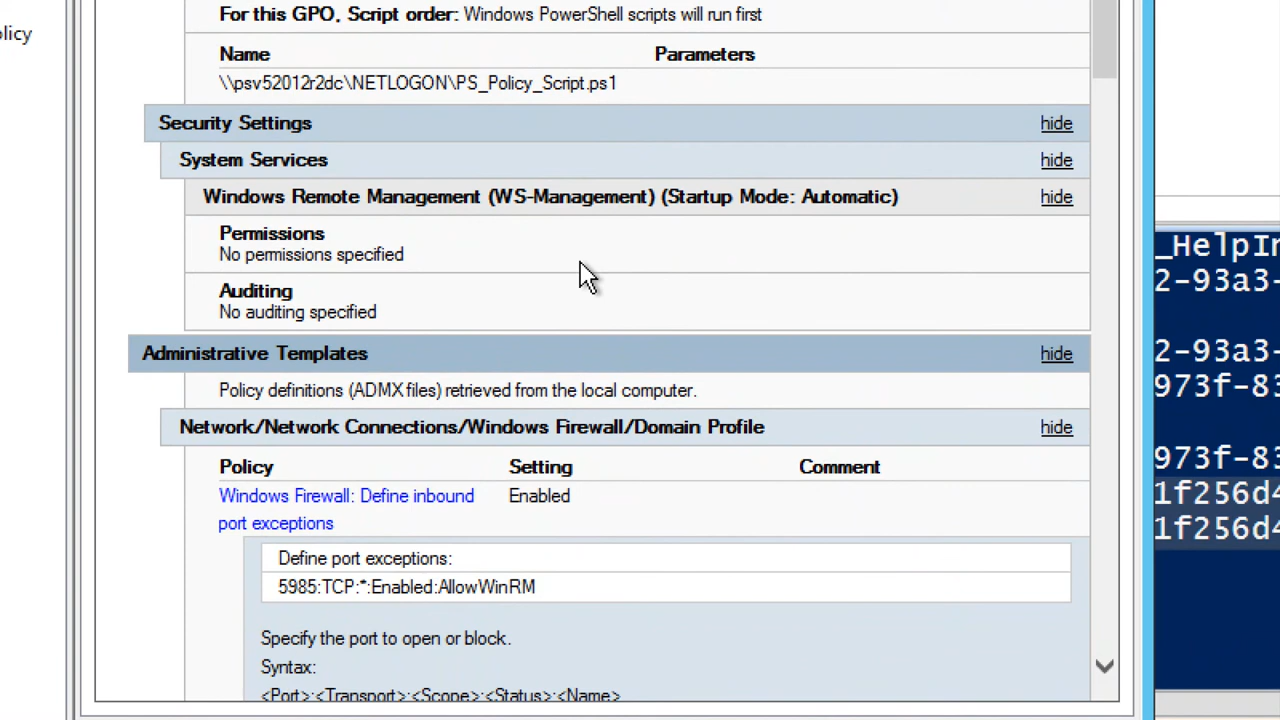 olicy
For this GPO, Script order: Windows PowerShell scripts will run first
Name Parameters
\\psv52012r2dc\NETLOGON\PS_Policy_Script.ps1
Security Settings hide
System Services hide
Windows Remote Management (WS-Management) (Startup Mode: Automatic) hide
Permissions
No permissions specified
Auditing
No auditing specified
Administrative Templates hide
Policy definitions (ADMX files) retrieved from the local computer.
Network/Network Connections/Windows Firewall/Domain Profile hide
Policy Setting Comment
Windows Firewall: Define inbound Enabled
port exceptions
Define port exceptions:
5985:TCP:*:Enabled:AllowWinRM
Specify the port to open or block.
Syntax:
<Port>:<Transport>:<Scope>:<Status>:<Name>
_HelpIn
2-93a3-
2-93a3-
973f-83
973f-83
1f256d4
1f256d4